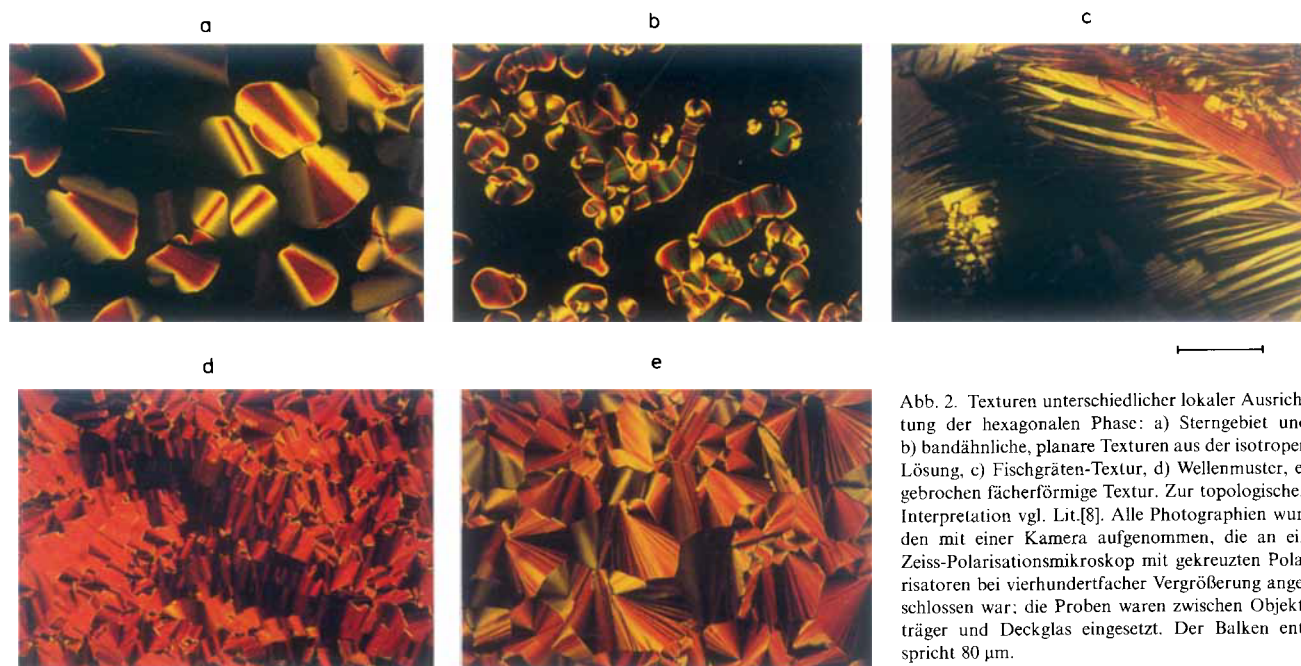 a
b
c
d
e
Abb. 2. Texturen unterschiedlicher lokaler Ausrich
tung der hexagonalen Phase: a) Sterngebiet un
b) bandähnliche, planare Texturen aus der isotroper
Lösung, c) Fischgräten-Textur, d) Wellenmuster, e
gebrochen fächerförmige Textur. Zur topologische
Interpretation vgl. Lit.[8]. Alle Photographien wur
den mit einer Kamera aufgenommen, die an ei
Zeiss-Polarisationsmikroskop mit gekreuzten Pola
risatoren bei vierhundertfacher Vergrößerung ange
schlossen war; die Proben waren zwischen Objekt
träger und Deckglas eingesetzt. Der Balken ent
spricht 80 µm.